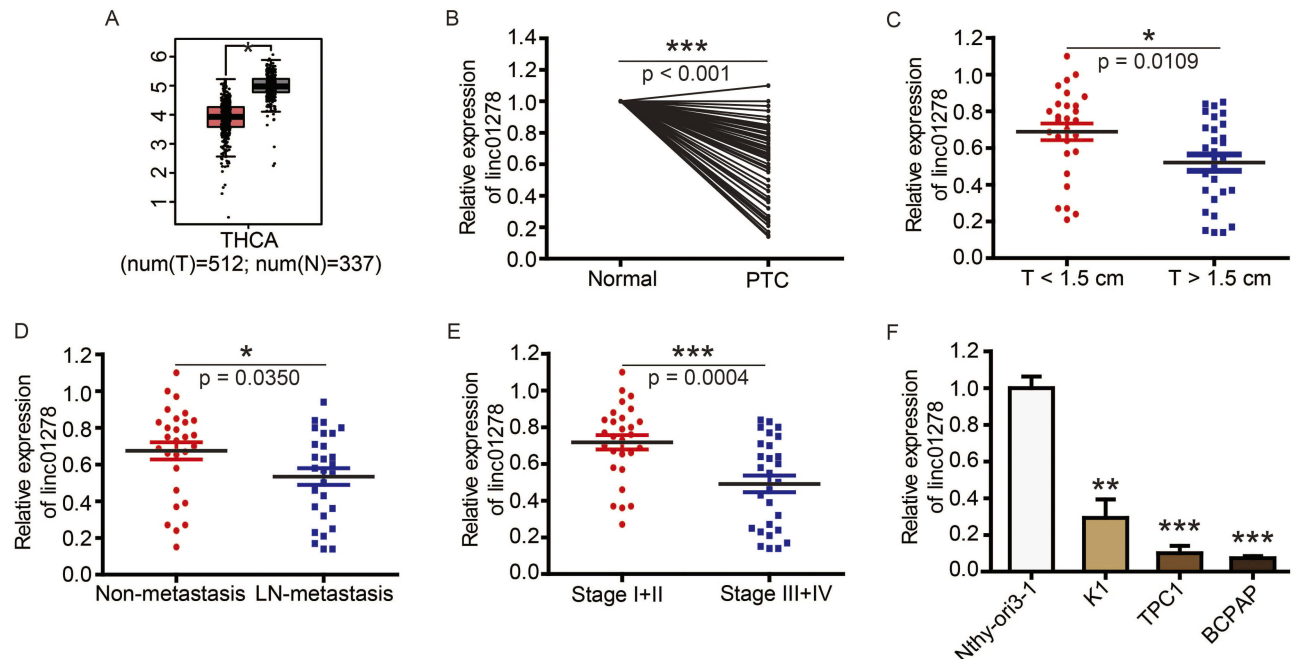 A
*
6
5
4
3
2
1
THCA
(num(T)=512; num(N)=337)
B
Relative expression
of linc01278
1.4
1.2
1.0
0.8
0.6
0.4
0.2
0.0
***
p < 0.001
Normal PTC
C
Relative expression
of linc01278
1.2
1.0
0.8
0.6
0.4
0.2
0.0
*
p = 0.0109
T < 1.5 cm T > 1.5 cm
D
Relative expression
of linc01278
1.2
1.0
0.8
0.6
0.4
0.2
0.0
*
p = 0.0350
Non-metastasis LN-metastasis
E
Relative expression
of linc01278
1.2
1.0
0.8
0.6
0.4
0.2
0.0
***
p = 0.0004
Stage I+II Stage III+IV
F
Relative expression
of linc01278
1.2
1.0
0.8
0.6
0.4
0.2
0.0
**
***
***
Nthy-ori3-1
K1
TPC1
BCPAP